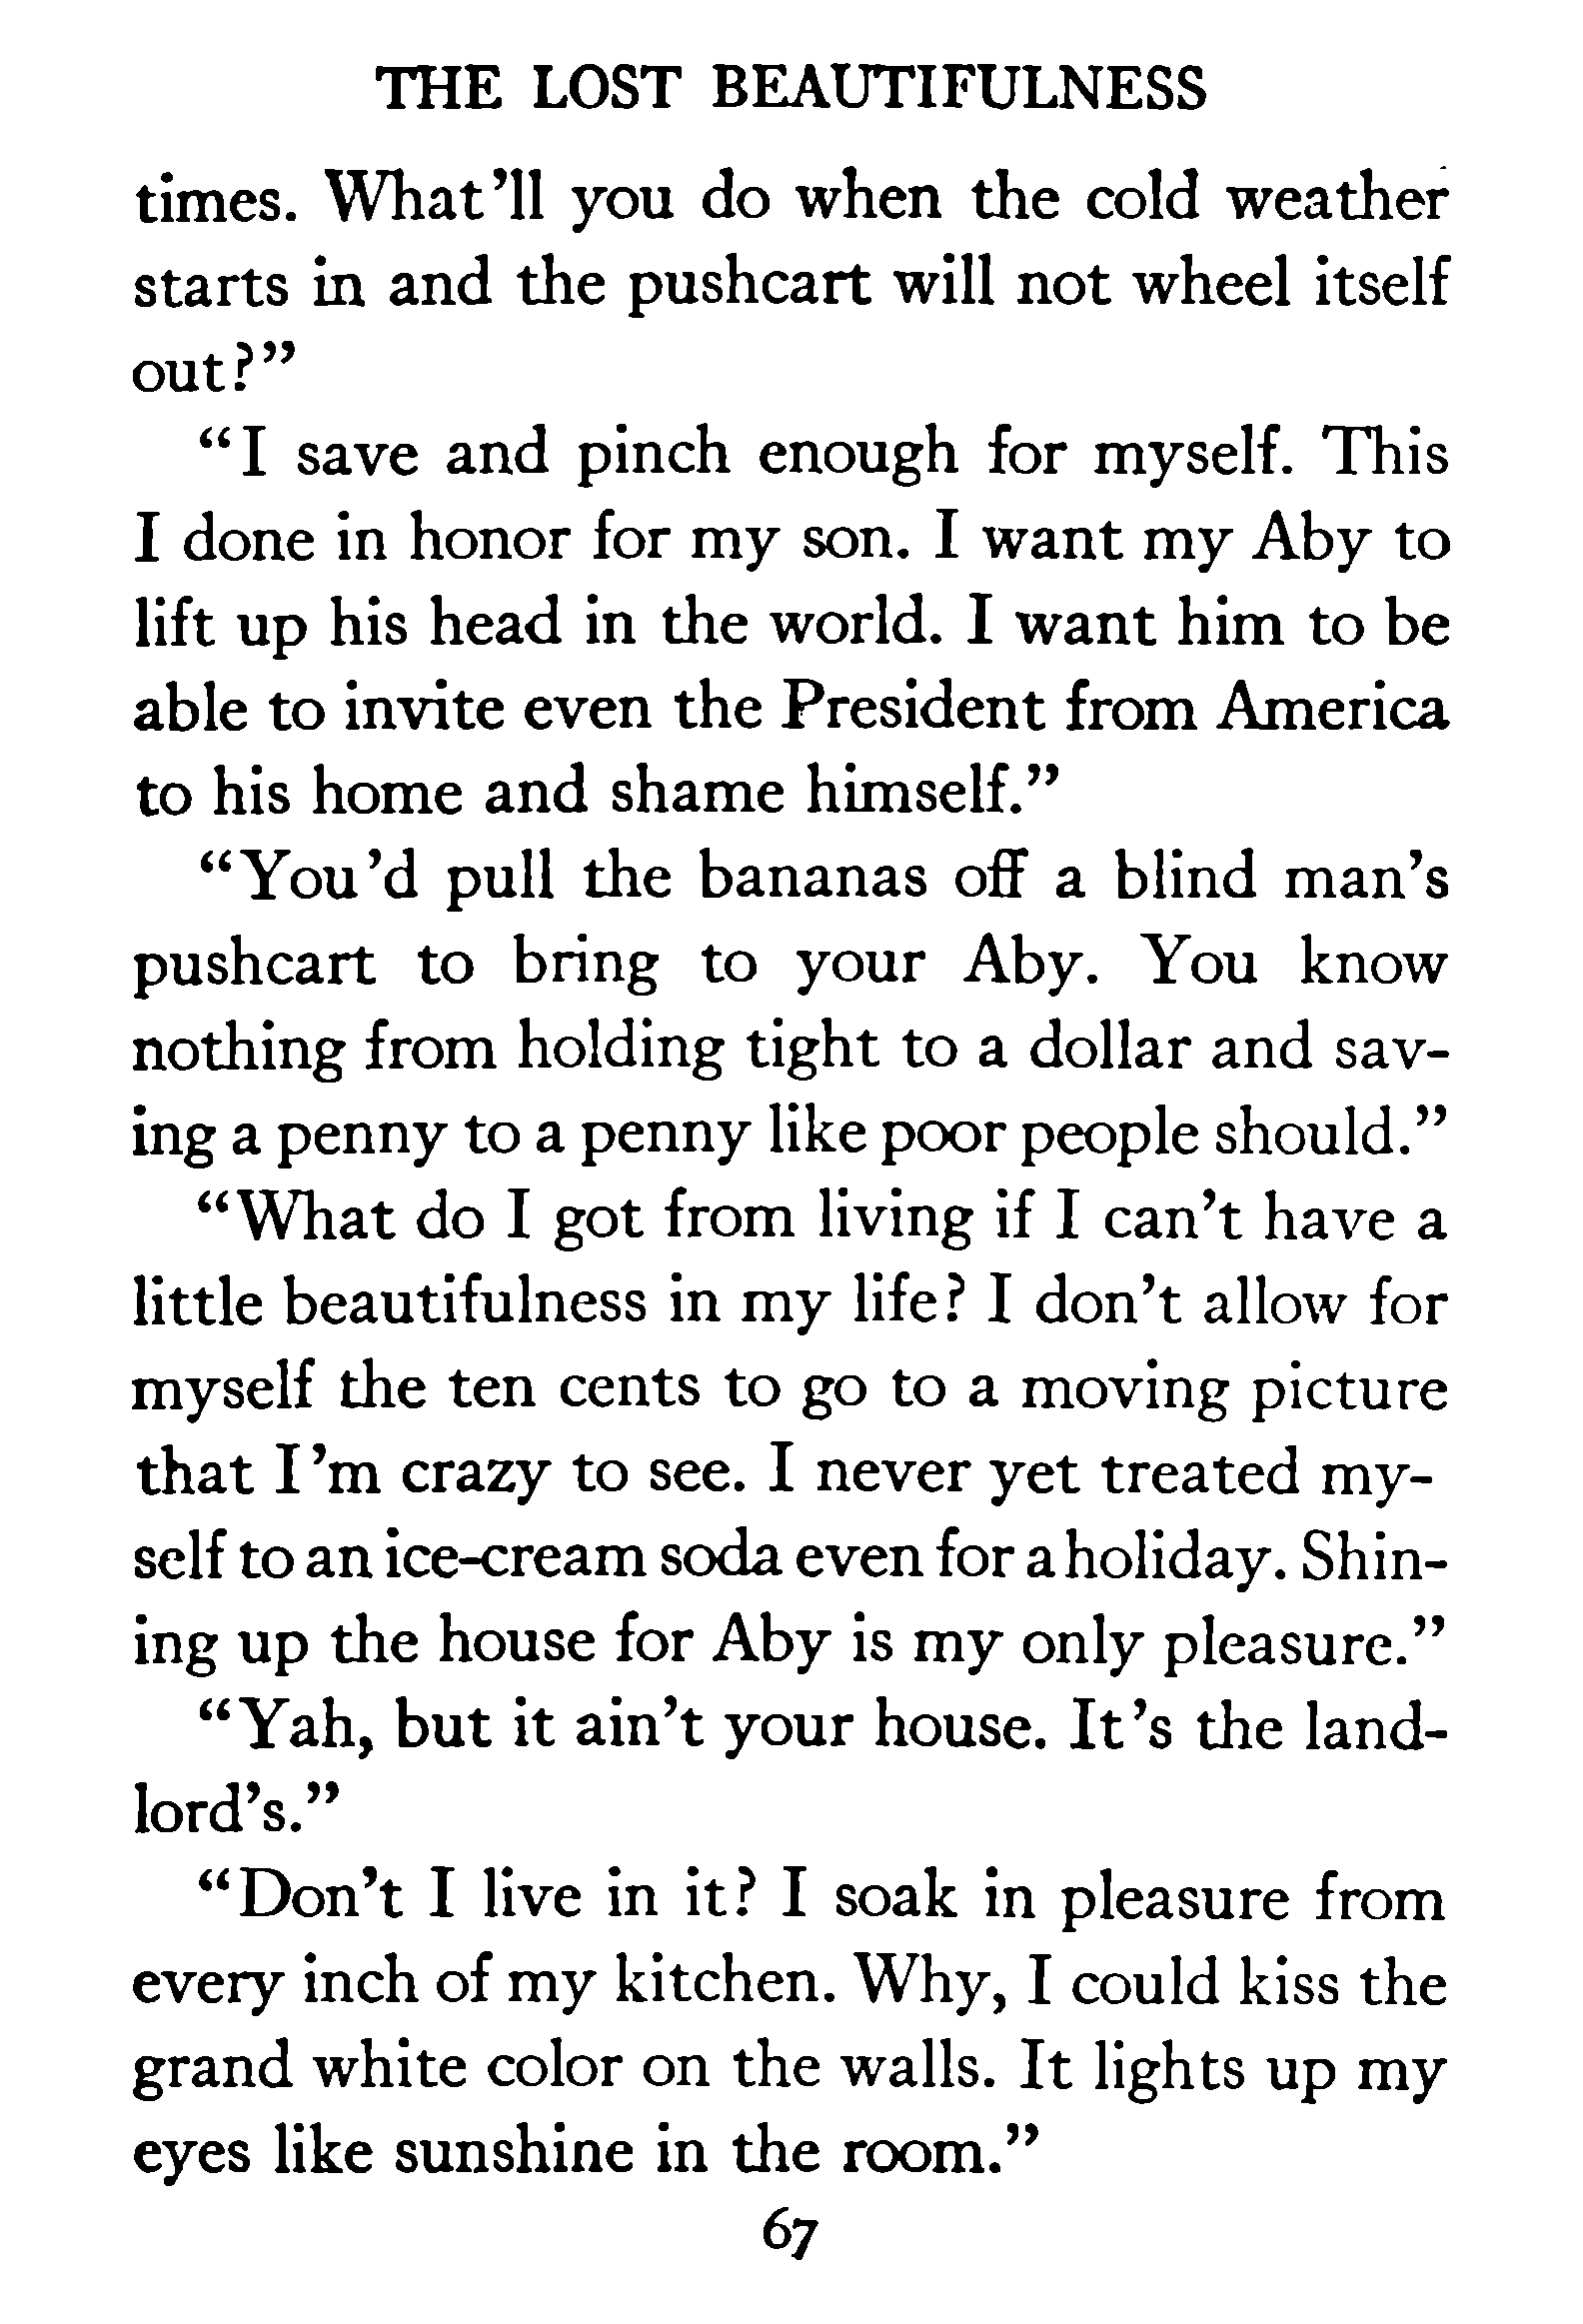 THE LOST BEAUTIFULNESS
times. What'll you do when the cold weather
starts in and the pushcart will not wheel itself
out?"
"I save and pinch enough for myself. This
I done in honor for my son. I want my Aby to
lift up his head in the world. I want him to be
able to invite even the President from America
to his home and shame himself."
"You'd pull the bananas off a blind man's
pushcart to bring to your Aby. You know
nothing from holding tight to a dollar and sav-
ing a penny to a penny like poor people should."
"What do I got from living if I can't have a
little beautifulness in my life? I don't allow for
myself the ten cents to go to a moving picture
that I'm crazy to see. I never yet treated my-
self to an ice-cream soda even for a holiday. Shin-
ing up the house for Aby is my only pleasure."
"Yah, but it ain't your house. It's the land-
lord's."
"Don't I live in it? I soak in pleasure from
every inch of my kitchen. Why, I could kiss the
grand white color on the walls. It lights up my
eyes like sunshine in the room."
67